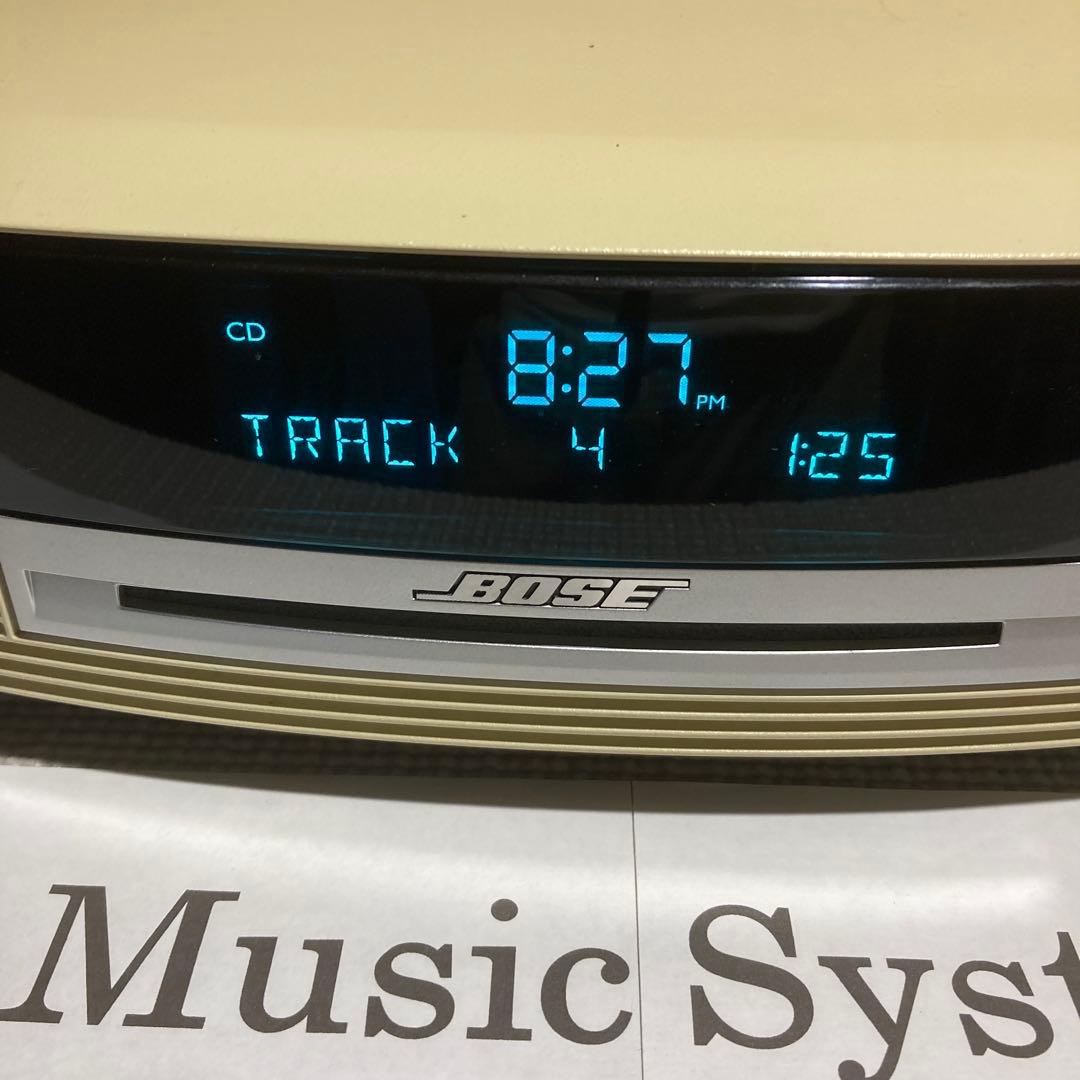 CD 8:27 PM
TRACK 4 1:25
BOSE
Music Syst